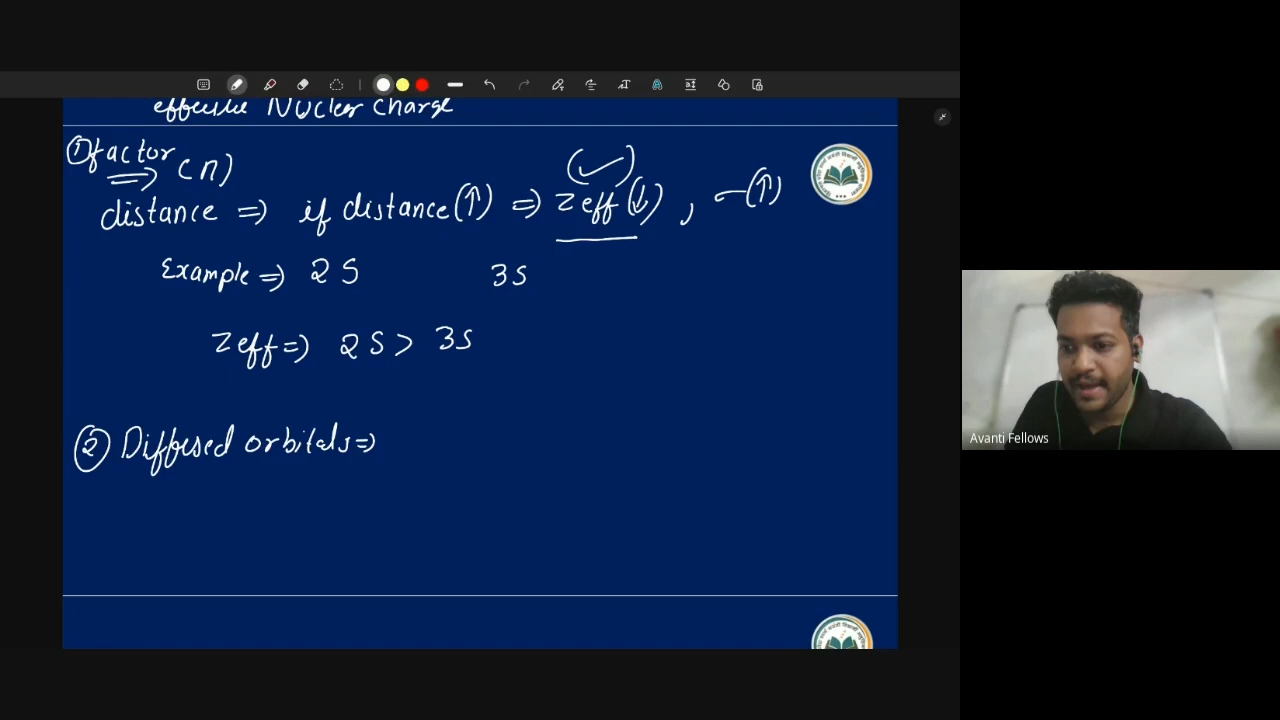 effective Nuclear Charge
① factor (n)
distance ⇒ if distance (↑) ⇒ Zeff (↓) , (↑)
(✓)
Example ⇒ 2S 3S
Zeff ⇒ 2S > 3S
② Diffused orbitals ⇒
Avanti Fellows